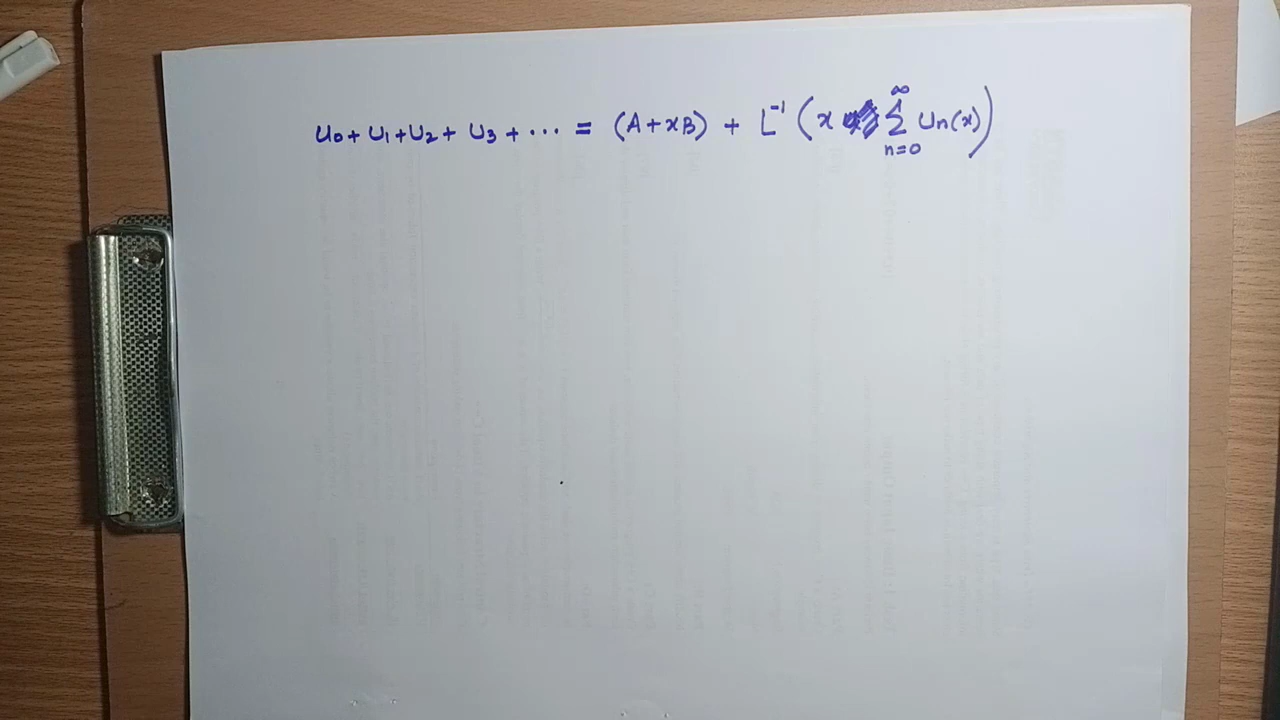 u₀ + u₁ + u₂ + u₃ + ··· = (A + xB) + L⁻¹ (x ∑_{n=0}^{∞} un(x))